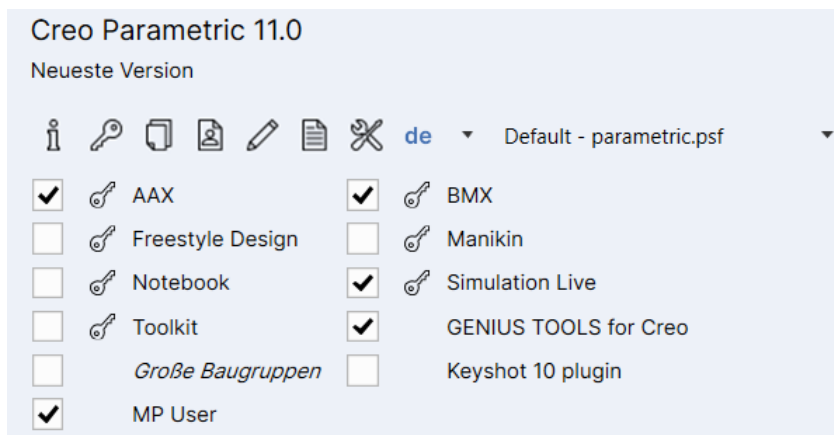 Creo Parametric 11.0
Neueste Version
de Default - parametric.psf
AAX BMX
Freestyle Design Manikin
Notebook Simulation Live
Toolkit GENIUS TOOLS for Creo
Große Baugruppen Keyshot 10 plugin
MP User